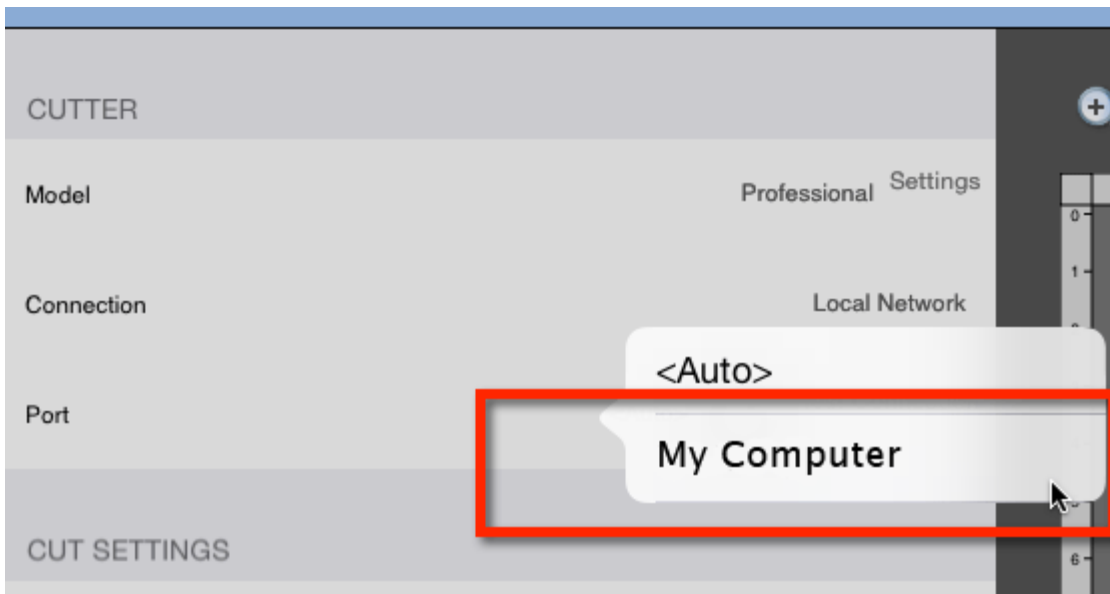 CUTTER
Model
Professional Settings
Connection
Local Network
<Auto>
Port
My Computer
CUT SETTINGS
0
1
6